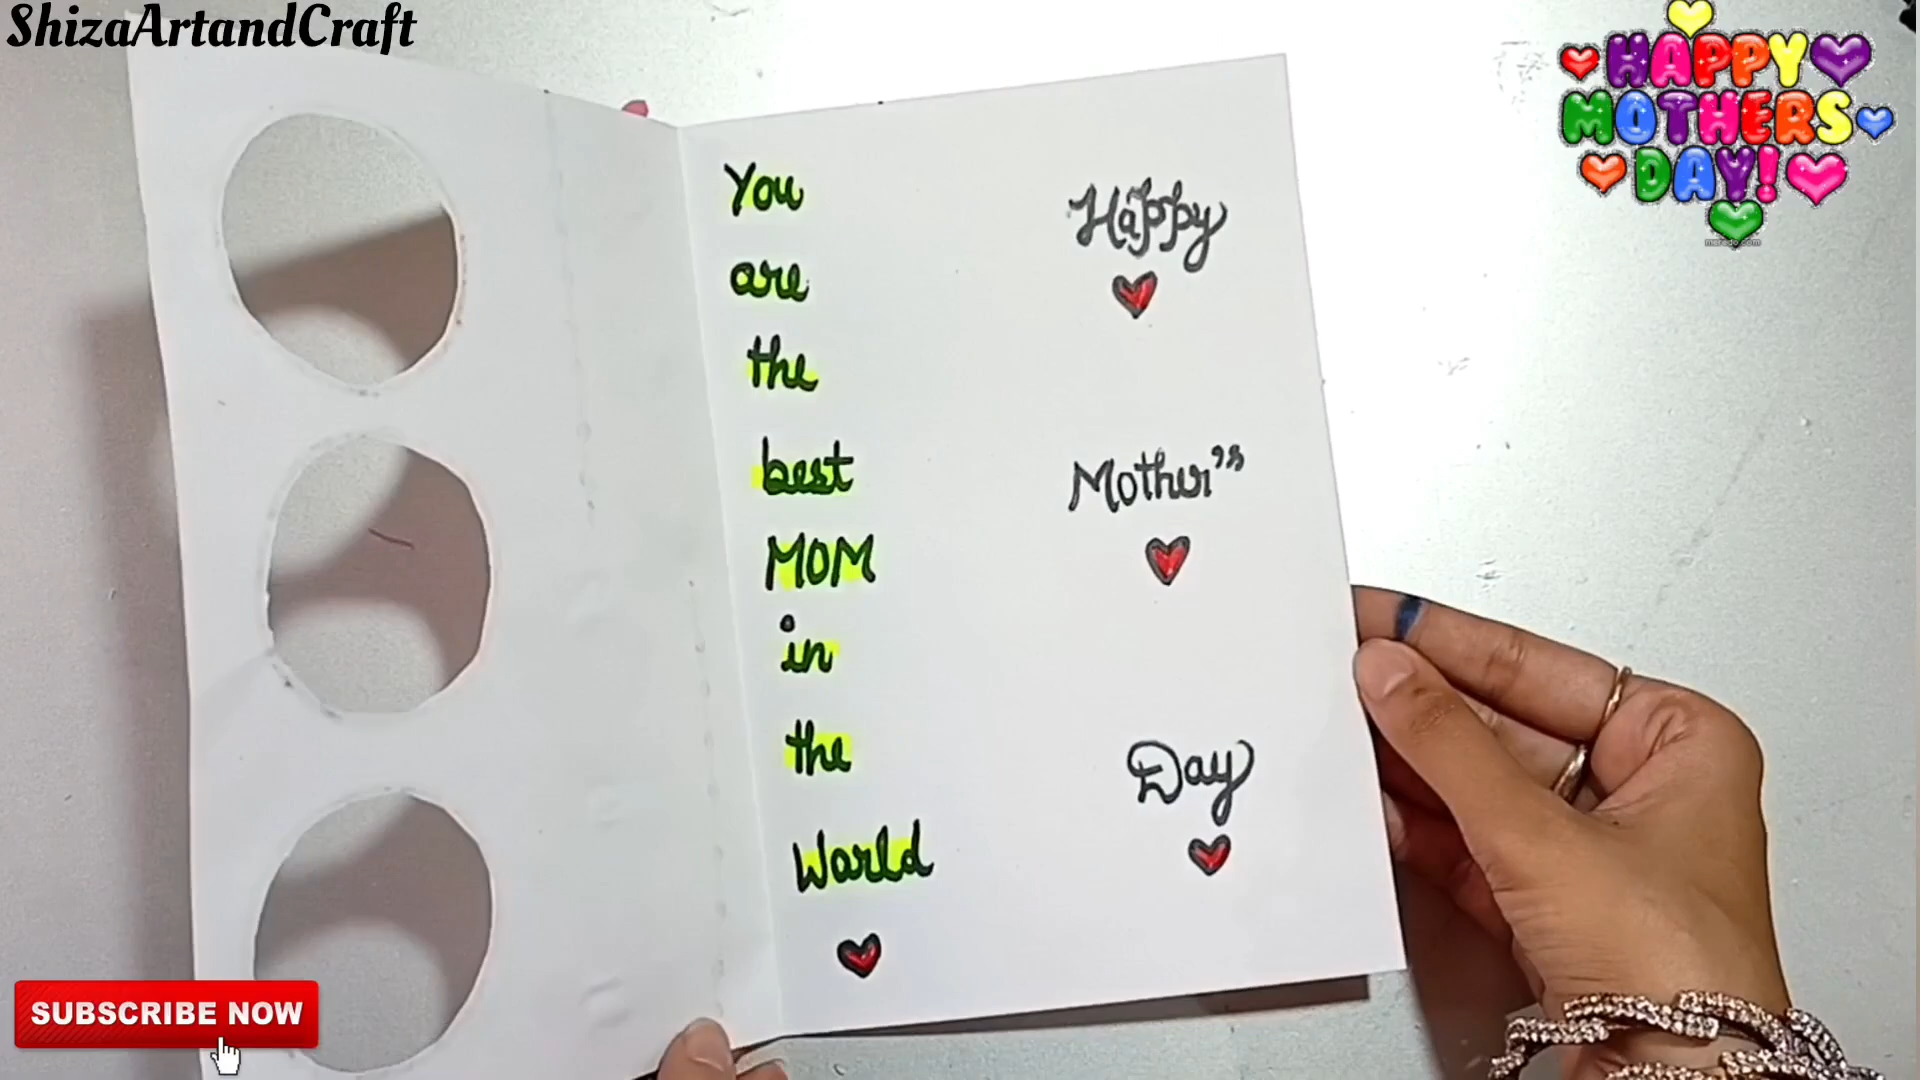 ShizaArtandCraft
HAPPY
MOTHERS
DAY!
You
are
the
best
MOM
in
the
World
Happy
Mother"s
Day
SUBSCRIBE NOW